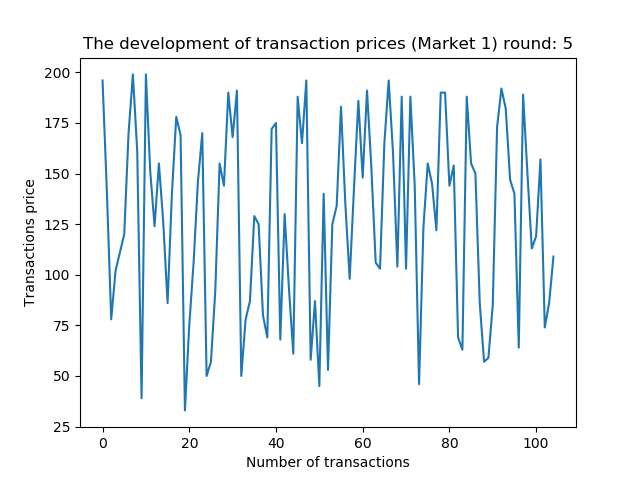 The development of transaction prices (Market 1) round: 5
200
175
150
125
100
75
50
25
Transactions price
0 20 40 60 80 100
Number of transactions